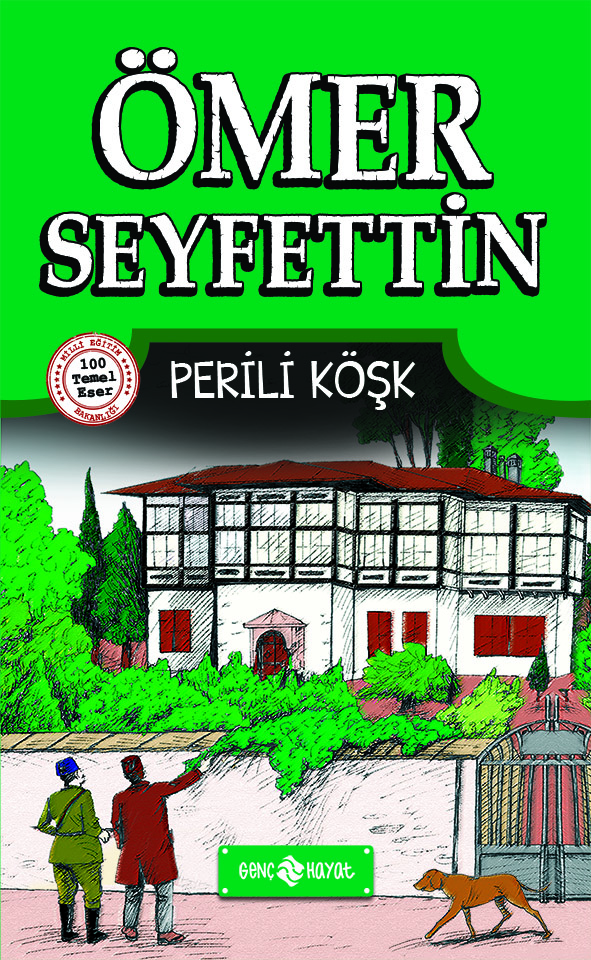 ÖMER
SEYFETTİN
MİLLİ EĞİTİM
100
Temel
Eser
BAKANLIĞI
PERİLİ KÖŞK
GENÇ HAYAT